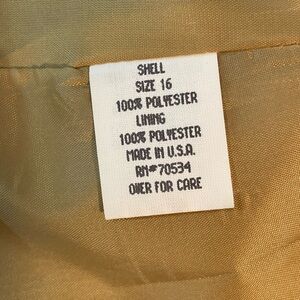 SHELL
SIZE 16
100% POLYESTER
LINING
100% POLYESTER
MADE IN U.S.A.
RN#70534
OVER FOR CARE